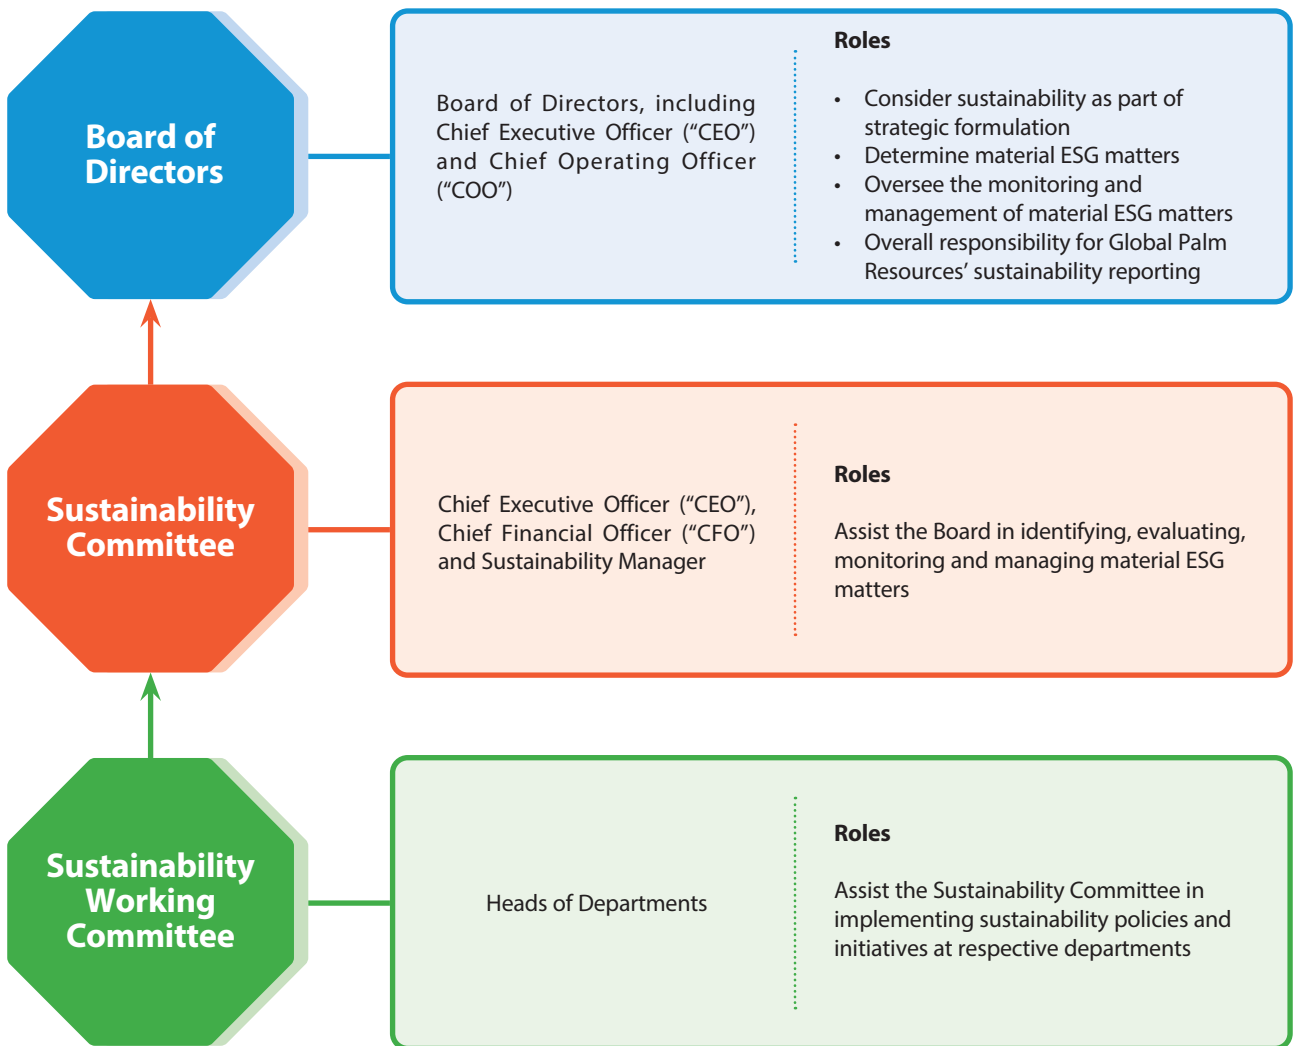 Board of
Directors
Board of Directors, including
Chief Executive Officer (“CEO”)
and Chief Operating Officer
(“COO”)
Roles
• Consider sustainability as part of
strategic formulation
• Determine material ESG matters
• Oversee the monitoring and
management of material ESG matters
• Overall responsibility for Global Palm
Resources’ sustainability reporting
Sustainability
Committee
Chief Executive Officer (“CEO”),
Chief Financial Officer (“CFO”)
and Sustainability Manager
Roles
Assist the Board in identifying, evaluating,
monitoring and managing material ESG
matters
Sustainability
Working
Committee
Heads of Departments
Roles
Assist the Sustainability Committee in
implementing sustainability policies and
initiatives at respective departments